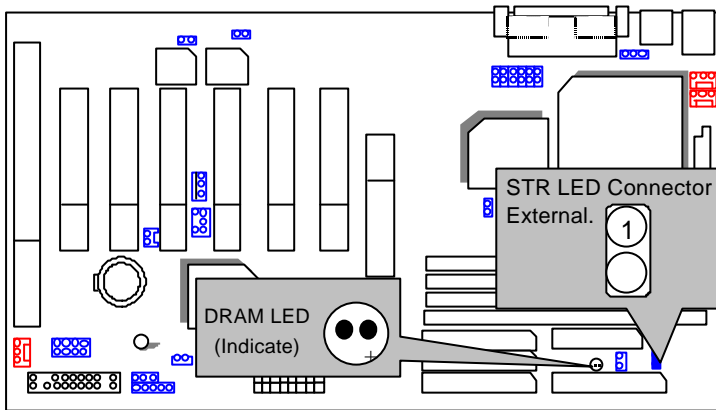 STR LED Connector
External.
1
DRAM LED
(Indicate)
+